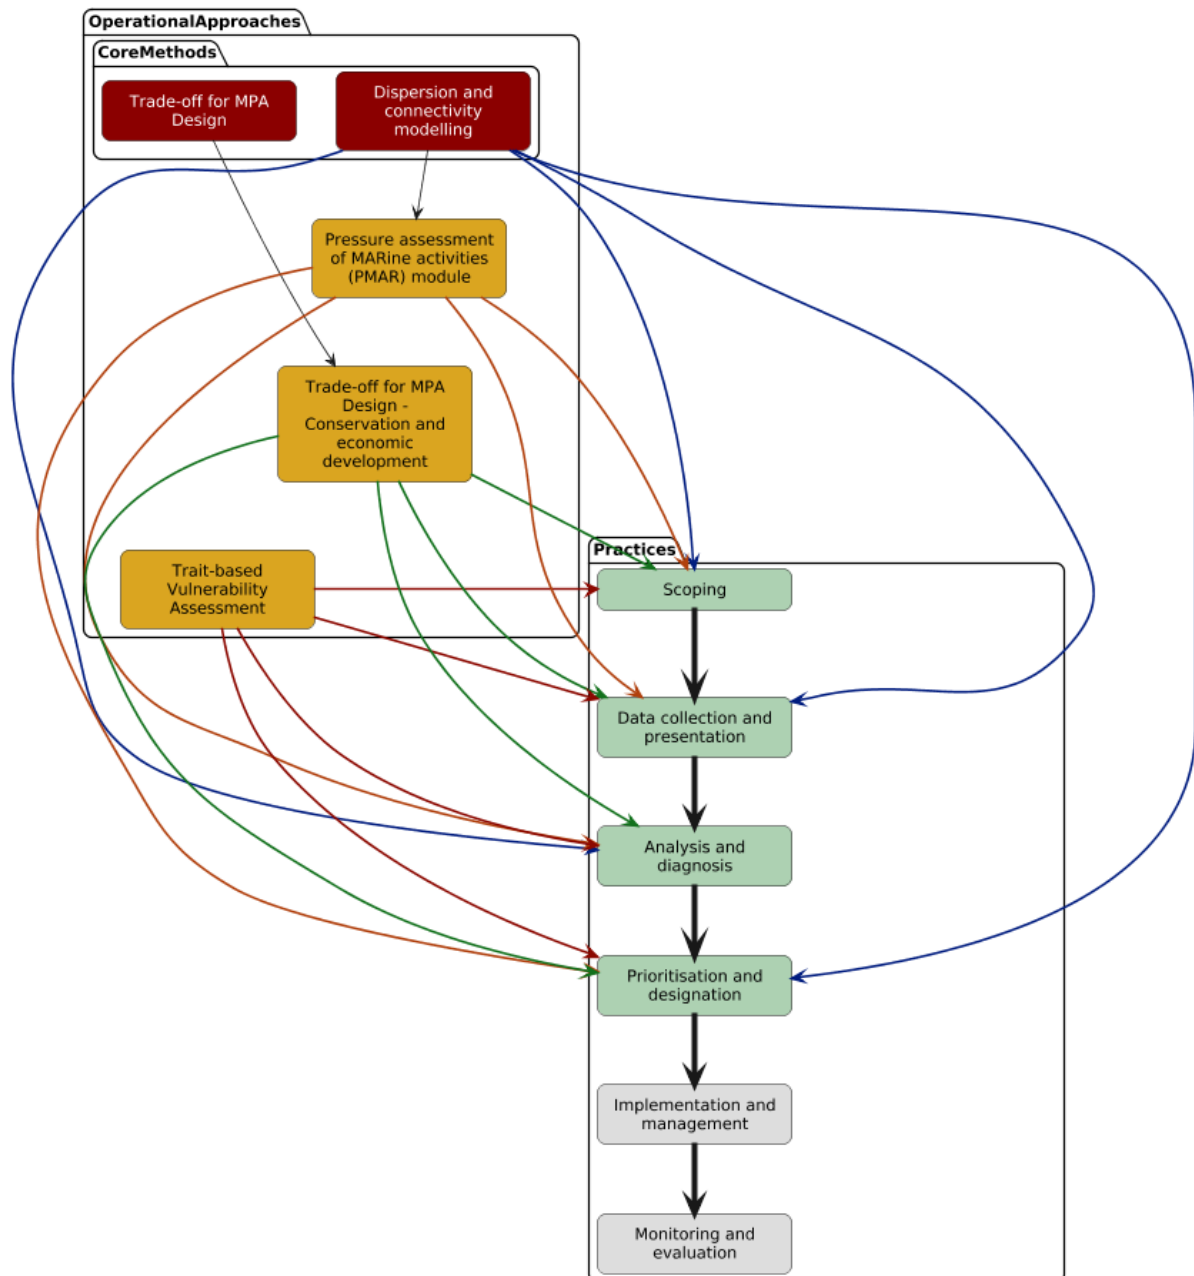 OperationalApproaches
CoreMethods
Trade-off for MPA
Design
Dispersion and
connectivity
modelling
Pressure assessment
of MARine activities
(PMAR) module
Trade-off for MPA
Design -
Conservation and
economic
development
Trait-based
Vulnerability
Assessment
Practices
Scoping
Data collection and
presentation
Analysis and
diagnosis
Prioritisation and
designation
Implementation and
management
Monitoring and
evaluation